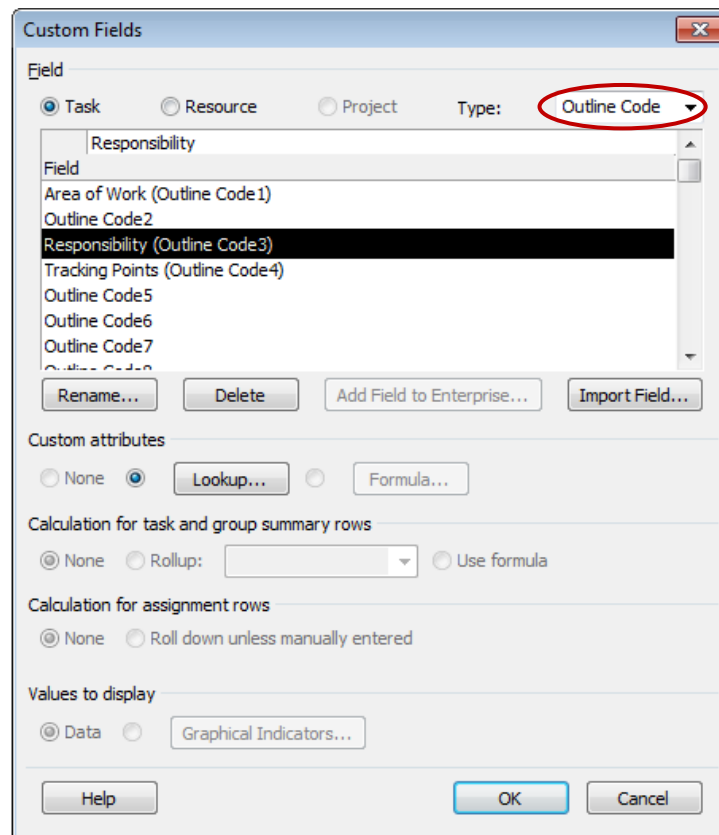 Custom Fields
Field
Task Resource Project Type: Outline Code
Responsibility
Field
Area of Work (Outline Code1)
Outline Code2
Responsibility (Outline Code3)
Tracking Points (Outline Code4)
Outline Code5
Outline Code6
Outline Code7
Rename... Delete Add Field to Enterprise... Import Field...
Custom attributes
None Lookup... Formula...
Calculation for task and group summary rows
None Rollup: Use formula
Calculation for assignment rows
None Roll down unless manually entered
Values to display
Data Graphical Indicators...
Help OK Cancel